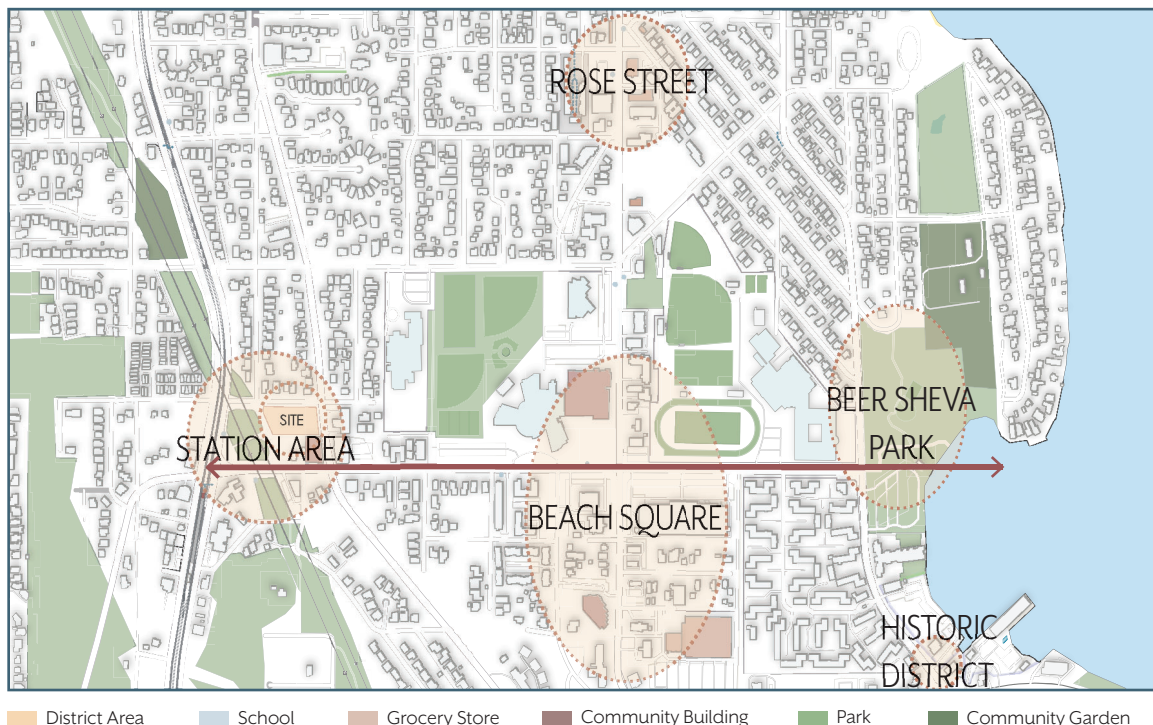 ROSE STREET
BEER SHEVA
PARK
SITE
STATION AREA
BEACH SQUARE
HISTORIC
DISTRICT
District Area
School
Grocery Store
Community Building
Park
Community Garden